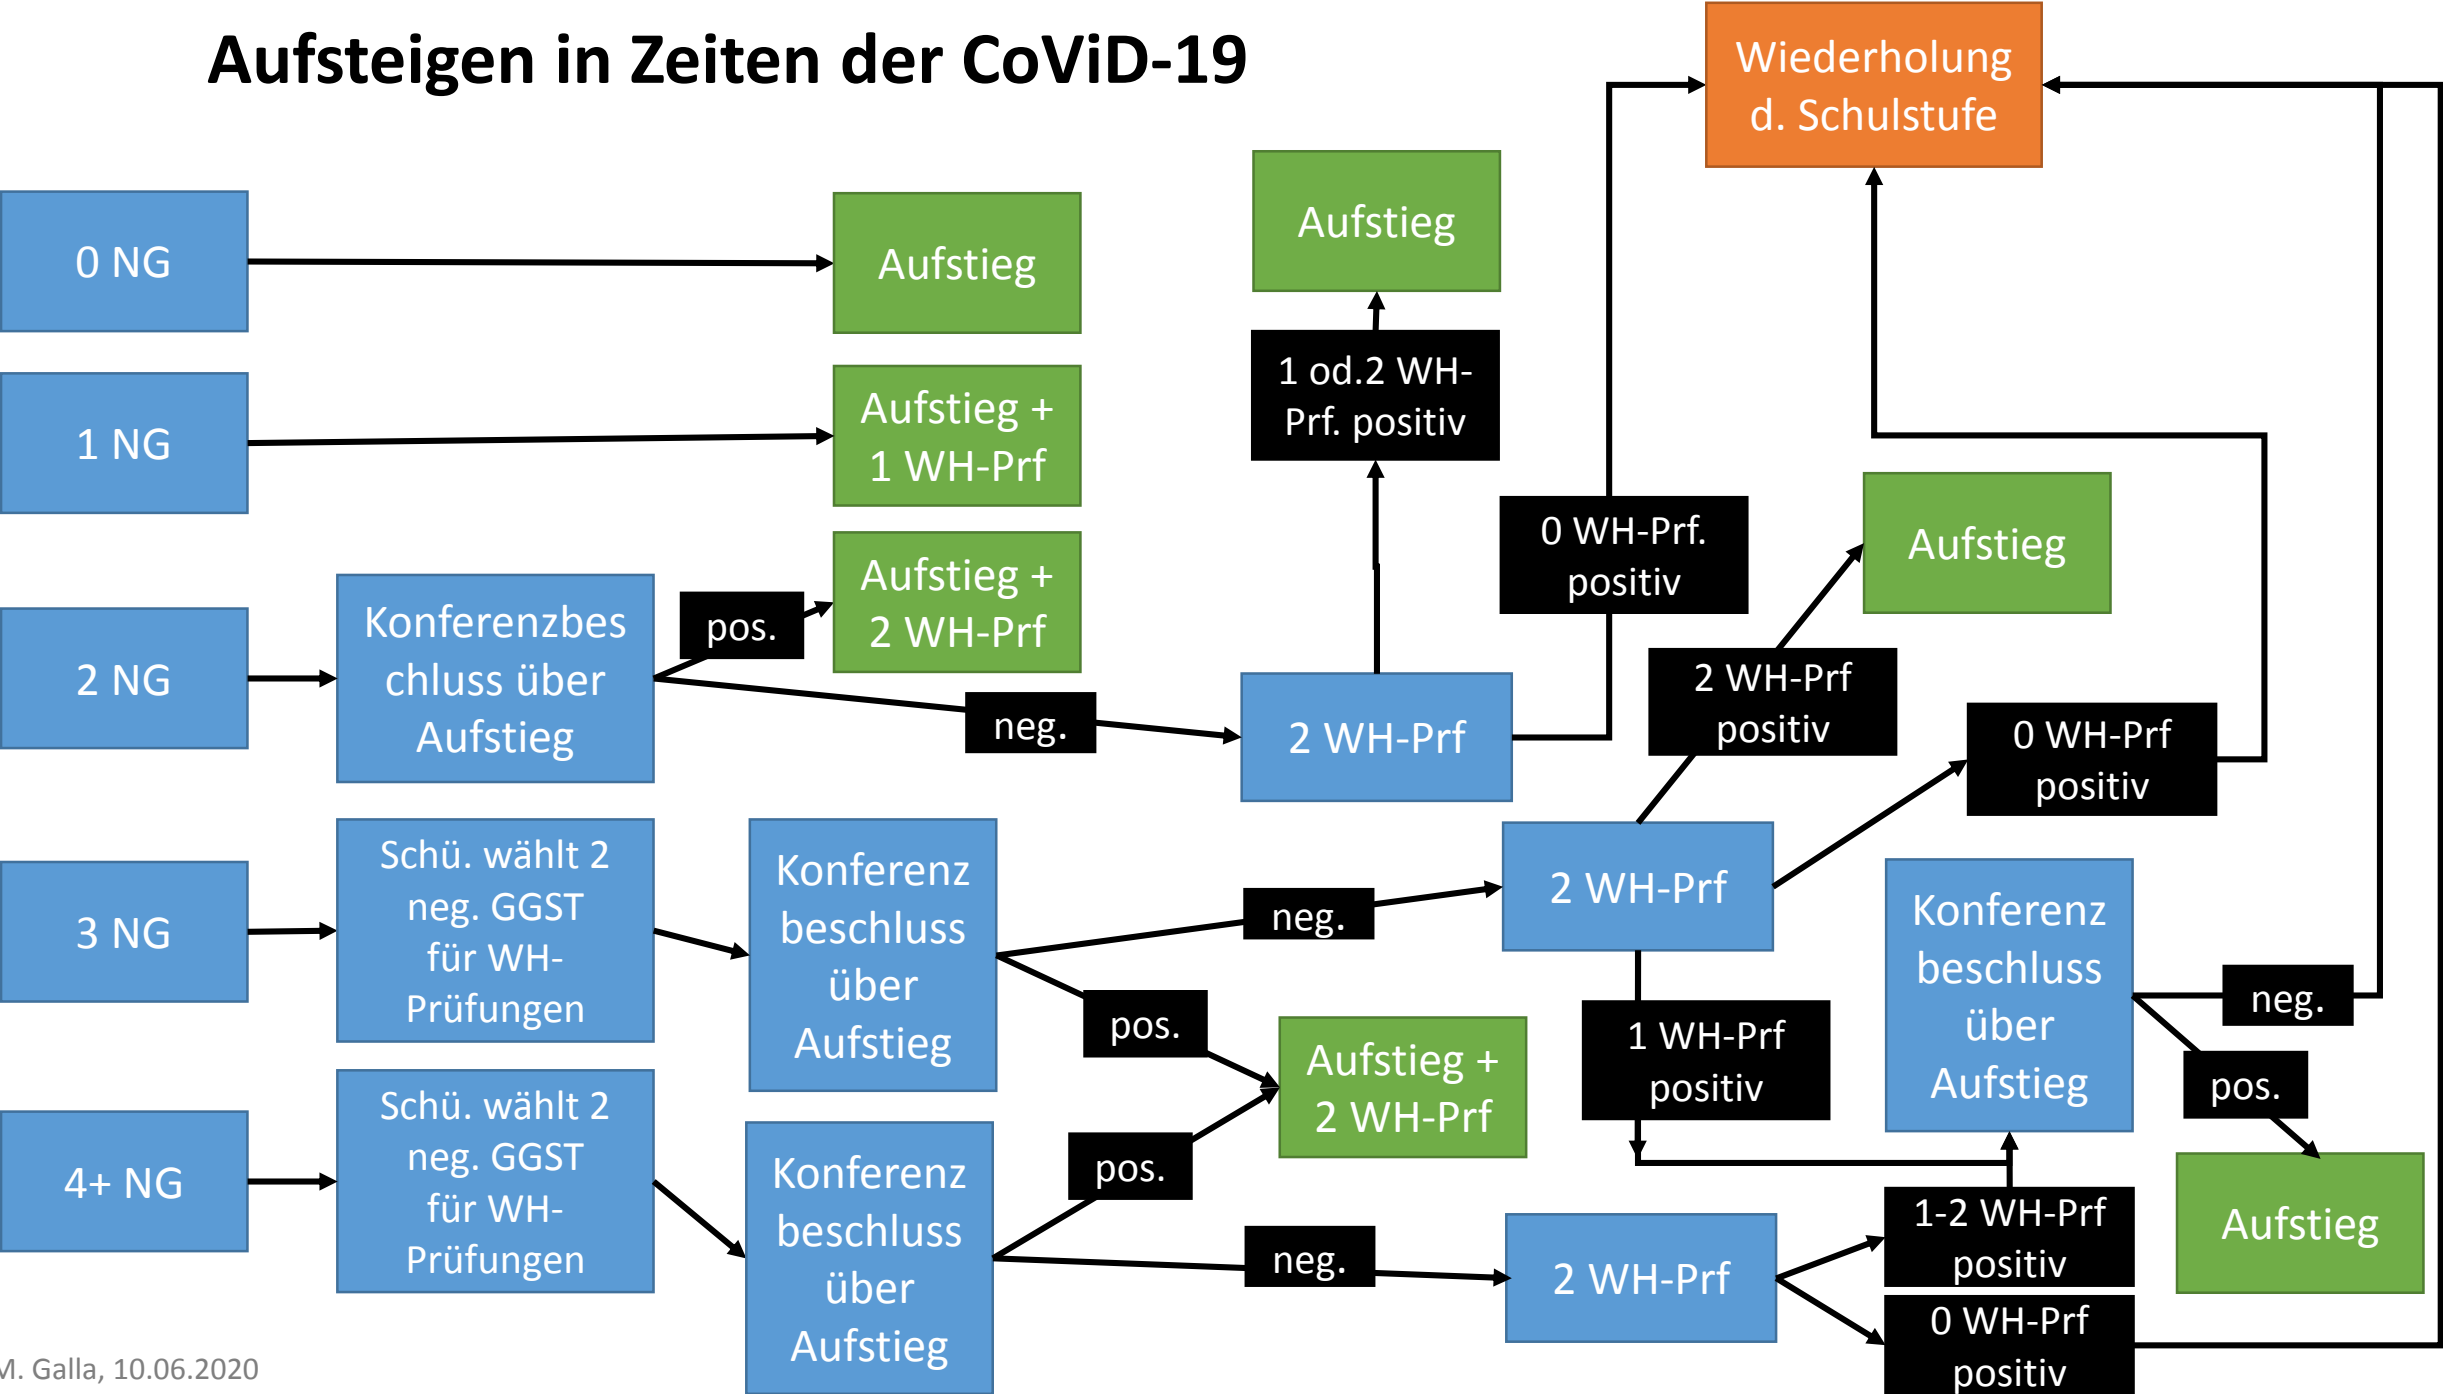 Aufsteigen in Zeiten der CoViD-19
Wiederholung
d. Schulstufe
0 NG
Aufstieg
Aufstieg
1 od.2 WH-
Prf. positiv
1 NG
Aufstieg +
1 WH-Prf
0 WH-Prf.
positiv
Aufstieg
2 NG
Konferenzbes
chluss über
Aufstieg
pos.
Aufstieg +
2 WH-Prf
neg.
2 WH-Prf
2 WH-Prf
positiv
0 WH-Prf
positiv
3 NG
Schü. wählt 2
neg. GGST
für WH-
Prüfungen
Konferenz
beschluss
über
Aufstieg
neg.
pos.
2 WH-Prf
1 WH-Prf
positiv
Konferenz
beschluss
über
Aufstieg
neg.
pos.
Aufstieg
Aufstieg +
2 WH-Prf
4+ NG
Schü. wählt 2
neg. GGST
für WH-
Prüfungen
Konferenz
beschluss
über
Aufstieg
pos.
neg.
2 WH-Prf
1-2 WH-Prf
positiv
0 WH-Prf
positiv
M. Galla, 10.06.2020